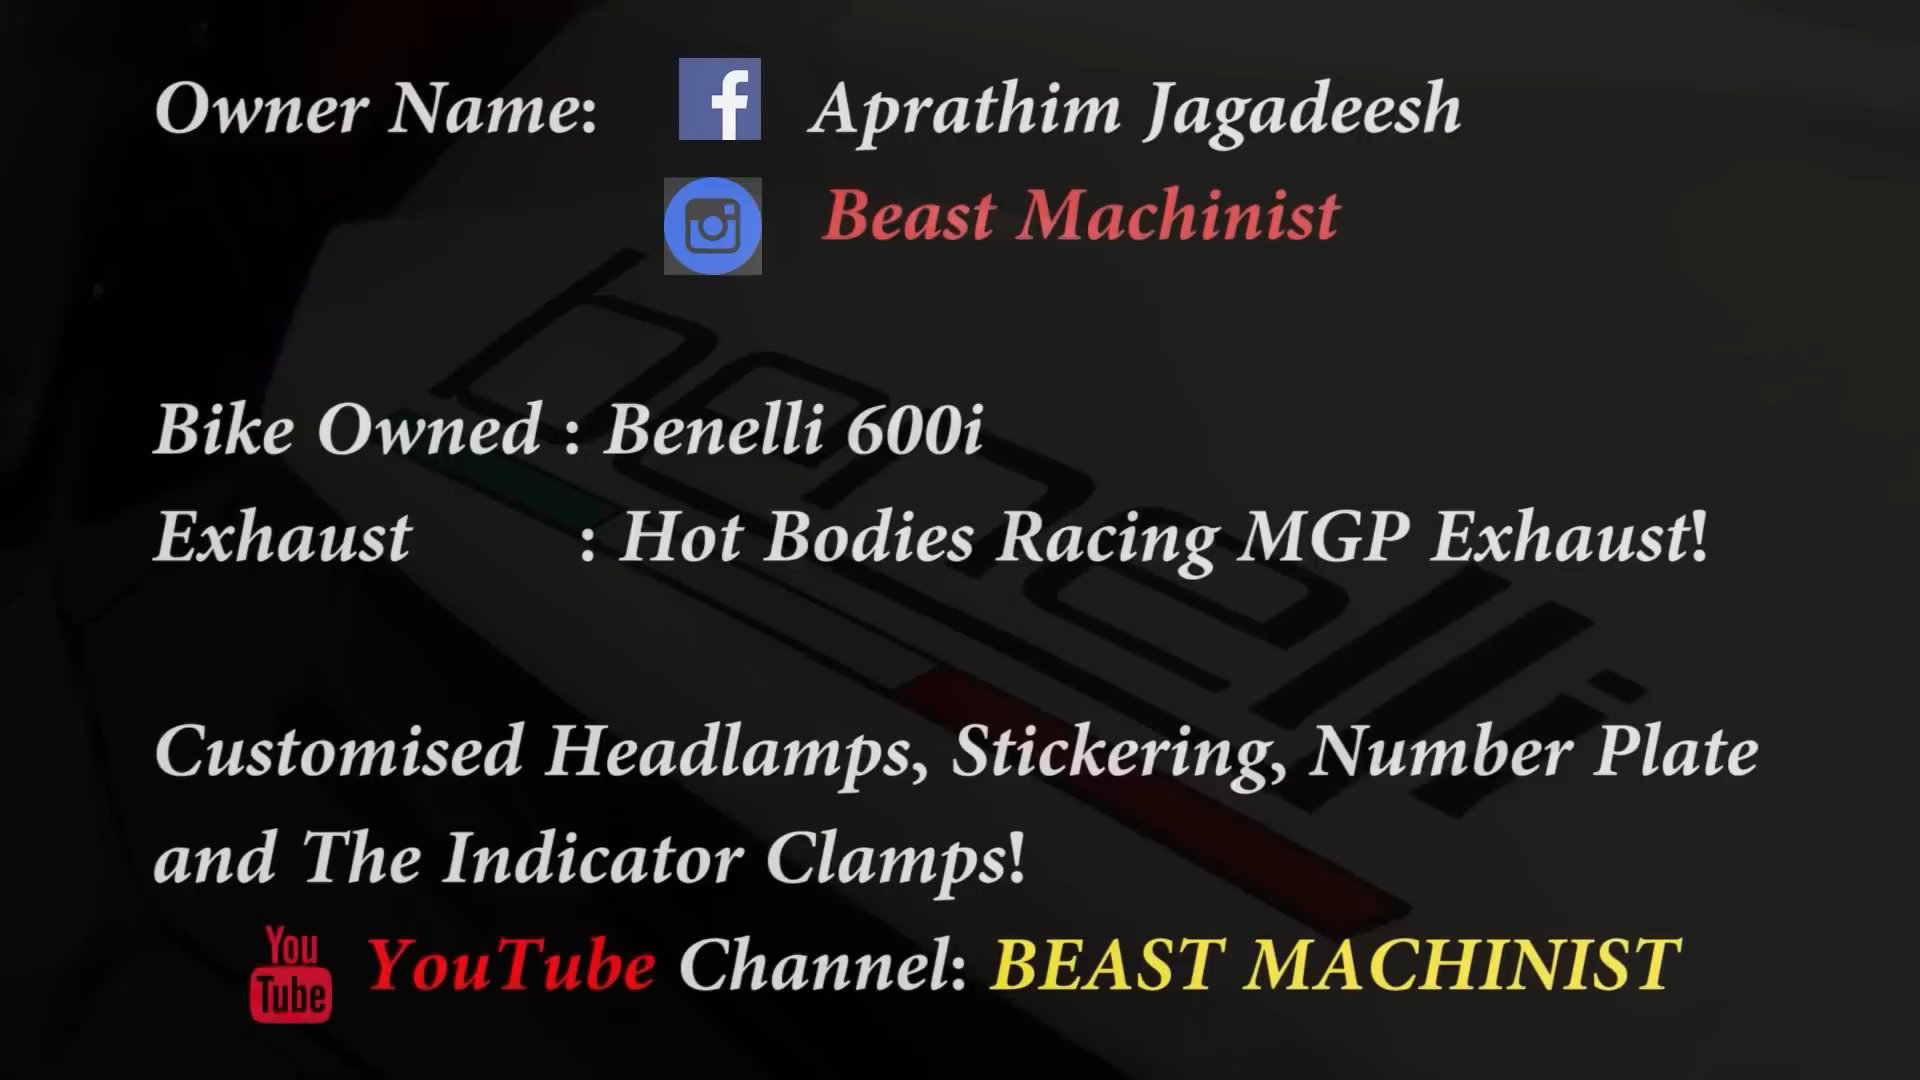 Owner Name: Aprathim Jagadeesh
Beast Machinist
benelli
Bike Owned : Benelli 600i
Exhaust : Hot Bodies Racing MGP Exhaust!
Customised Headlamps, Stickering, Number Plate
and The Indicator Clamps!
You
Tube
YouTube Channel: BEAST MACHINIST